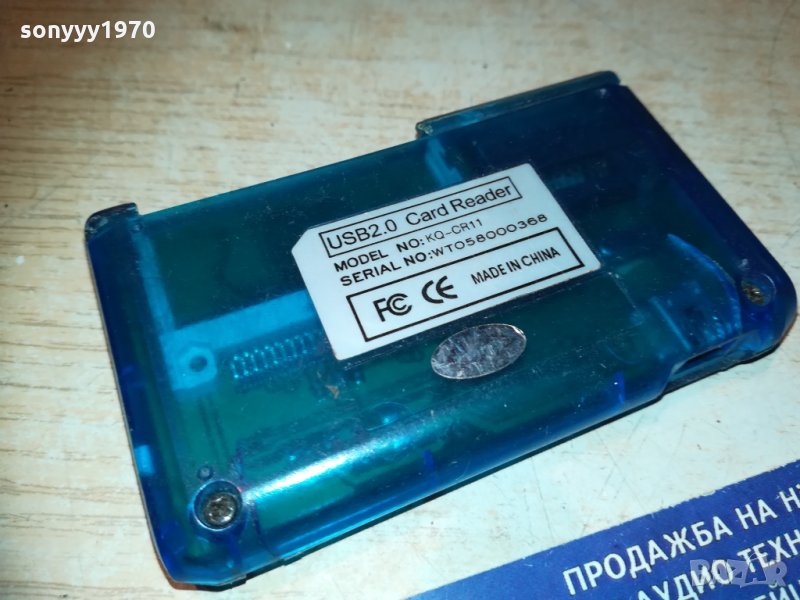 sonyyy1970
USB2.0 Card Reader
MODEL NO:KQ-CR11
SERIAL NO:WT058000368
FC CE MADE IN CHINA
ПРОДАЖБА НА
АУДИО-ТЕХН
BAZAR